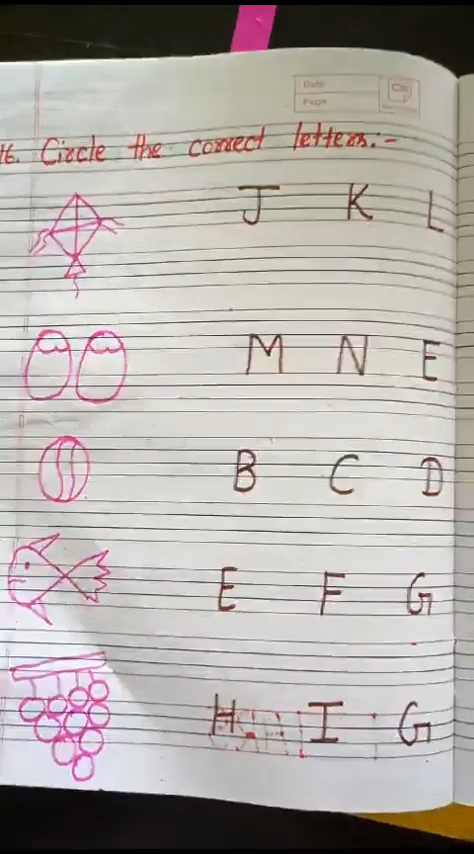 Date
Page
16. Circle the correct letters:-
J K L
M N E
B C D
E F G
H I G